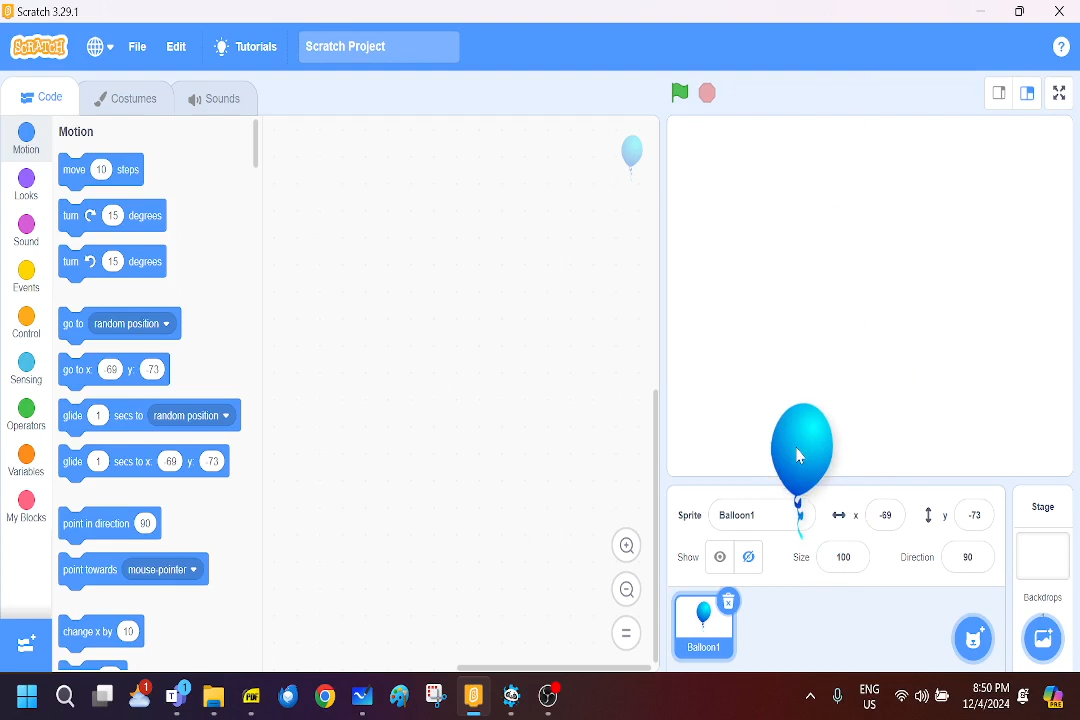 Scratch 3.29.1
SCRATCH File Edit Tutorials Scratch Project ?
Code Costumes Sounds
Motion
Looks
Sound
Events
Control
Sensing
Operators
Variables
My Blocks
Motion
move 10 steps
turn 15 degrees
turn 15 degrees
go to random position
go to x: -69 y: -73
glide 1 secs to random position
glide 1 secs to x: -69 y: -73
point in direction 90
point towards mouse-pointer
change x by 10
Sprite Balloon1 x -69 y -73
Show Size 100 Direction 90
Balloon1
Stage
Backdrops
1 1 PDF ENG US 8:50 PM 12/4/2024 PRE